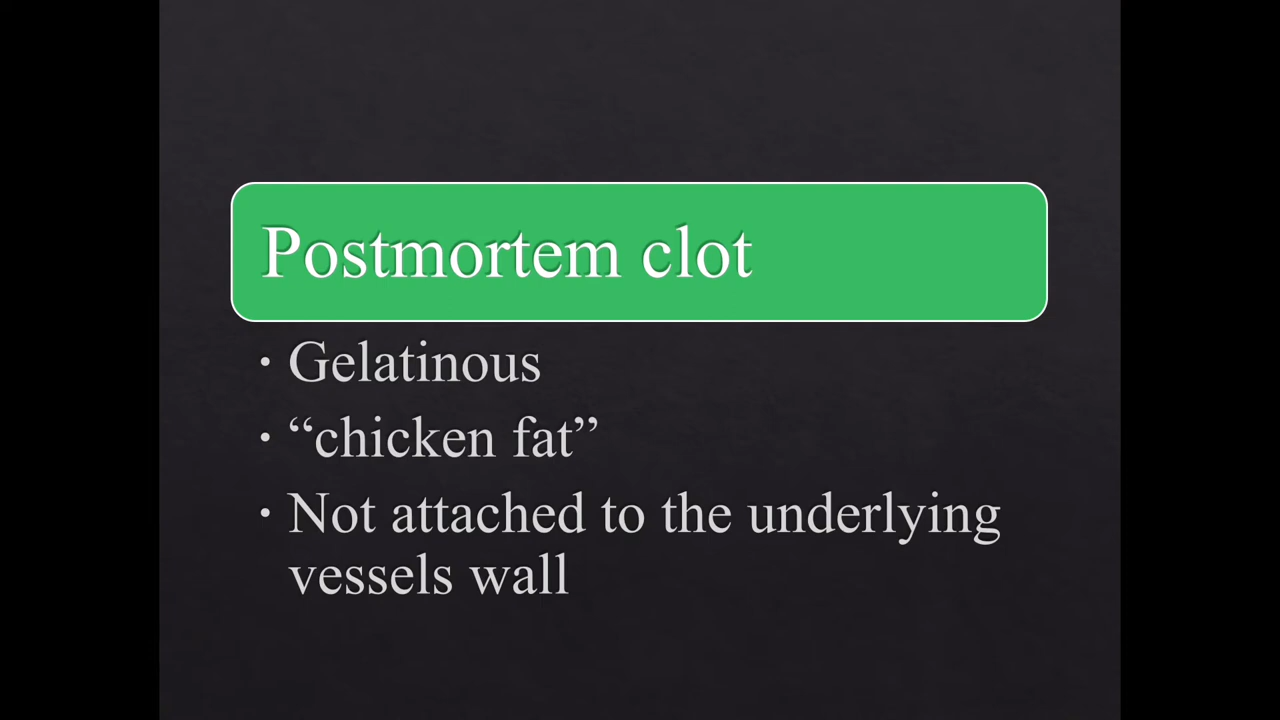 Postmortem clot
• Gelatinous
• “chicken fat”
• Not attached to the underlying
vessels wall